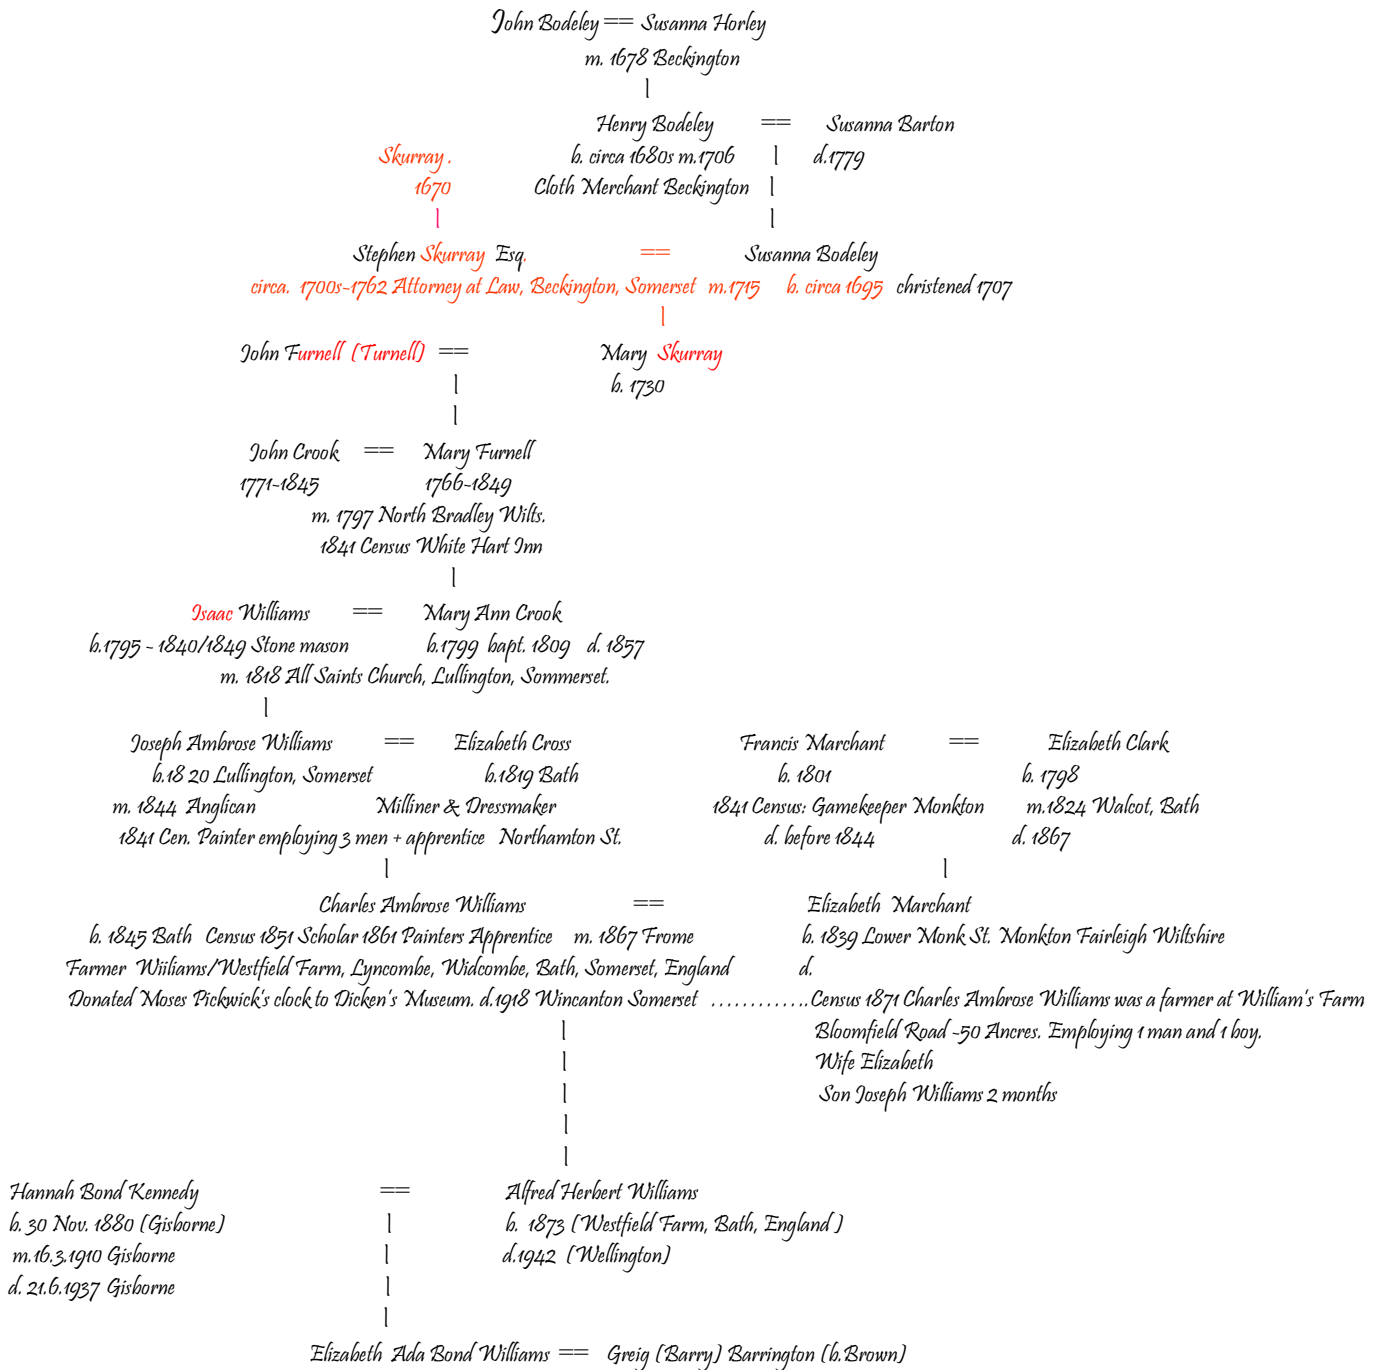 John Bodeley == Susanna Horley
m. 1678 Beckington
l
Henry Bodeley == Susanna Barton
Skurray . b. circa 1680s m.1706 l d.1779
1670 Cloth Merchant Beckington l
l l
Stephen Skurray Esq. == Susanna Bodeley
circa. 1700s-1762 Attorney at Law, Beckington, Somerset m.1715 b. circa 1695 christened 1707
l
John Furnell (Turnell) == Mary Skurray
l b. 1730
l
John Crook == Mary Furnell
1771-1845 1766-1849
m. 1797 North Bradley Wilts.
1841 Census White Hart Inn
l
Isaac Williams == Mary Ann Crook
b.1795 - 1840/1849 Stone mason b.1799 bapt. 1809 d. 1857
m. 1818 All Saints Church, Lullington, Sommerset.
l
Joseph Ambrose Williams == Elizabeth Cross Francis Marchant == Elizabeth Clark
b.18 20 Lullington, Somerset b.1819 Bath b. 1801 b. 1798
m. 1844 Anglican Milliner & Dressmaker 1841 Census: Gamekeeper Monkton m.1824 Walcot, Bath
1841 Cen. Painter employing 3 men + apprentice Northamton St. d. before 1844 d. 1867
l l
Charles Ambrose Williams == Elizabeth Marchant
b. 1845 Bath Census 1851 Scholar 1861 Painters Apprentice m. 1867 Frome b. 1839 Lower Monk St. Monkton Fairleigh Wiltshire
Farmer Wiiliams/Westfield Farm, Lyncombe, Widcombe, Bath, Somerset, England d.
Donated Moses Pickwick's clock to Dicken's Museum. d.1918 Wincanton Somerset ............Census 1871 Charles Ambrose Williams was a farmer at William's Farm
l Bloomfield Road -50 Ancres. Employing 1 man and 1 boy.
l Wife Elizabeth
l Son Joseph Williams 2 months
l
l
Hannah Bond Kennedy == Alfred Herbert Williams
b. 30 Nov. 1880 (Gisborne) l b. 1873 (Westfield Farm, Bath, England )
m.16.3.1910 Gisborne l d.1942 (Wellington)
d. 21.6.1937 Gisborne l
l
Elizabeth Ada Bond Williams == Greig (Barry) Barrington (b.Brown)